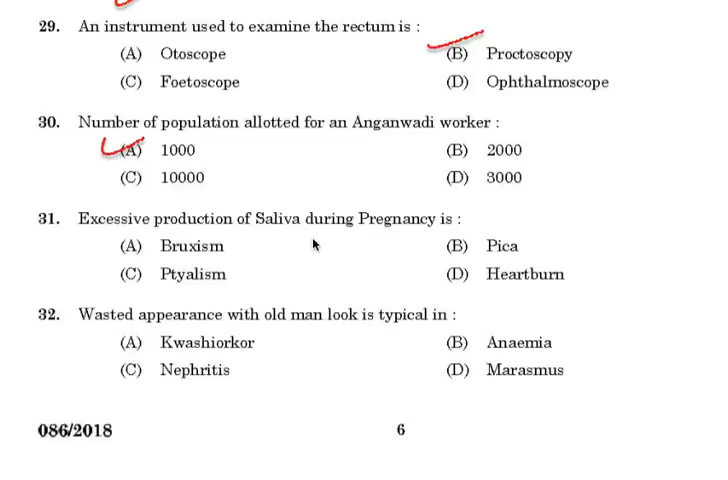 29. An instrument used to examine the rectum is :
(A) Otoscope (B) Proctoscopy
(C) Foetoscope (D) Ophthalmoscope
30. Number of population allotted for an Anganwadi worker :
(A) 1000 (B) 2000
(C) 10000 (D) 3000
31. Excessive production of Saliva during Pregnancy is :
(A) Bruxism (B) Pica
(C) Ptyalism (D) Heartburn
32. Wasted appearance with old man look is typical in :
(A) Kwashiorkor (B) Anaemia
(C) Nephritis (D) Marasmus
086/2018 6